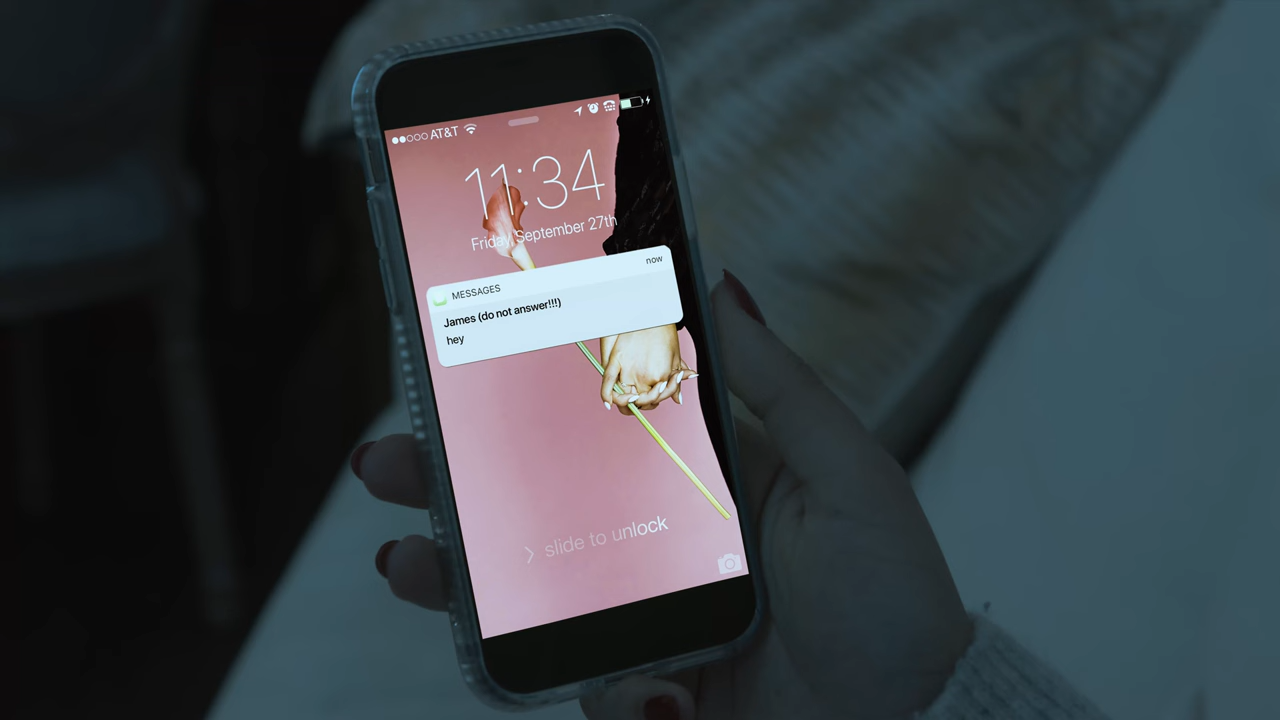 AT&T
11:34
Friday, September 27th
MESSAGES
now
James (do not answer!!!)
hey
slide to unlock